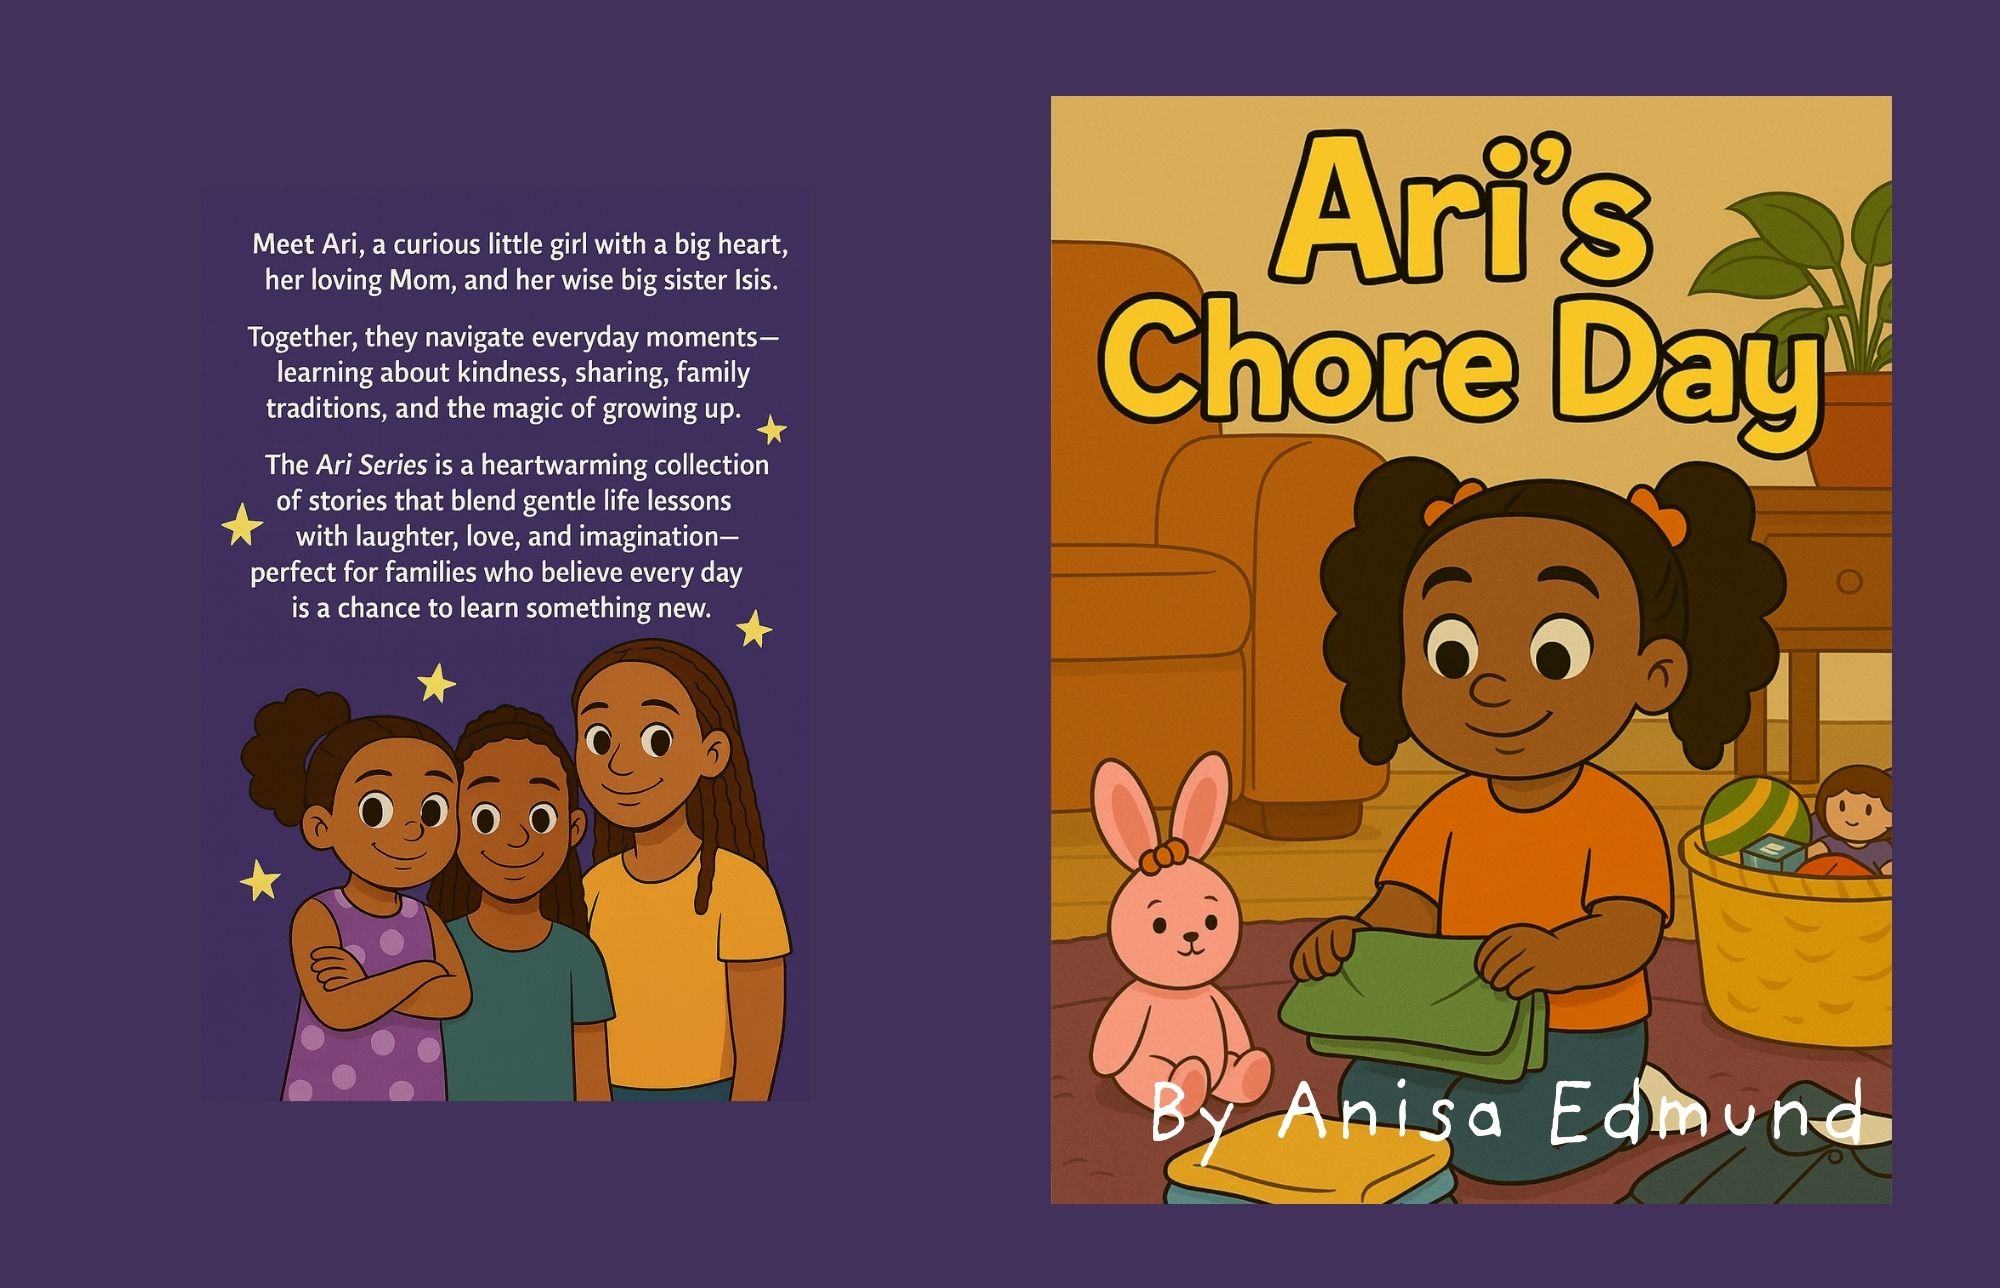 Meet Ari, a curious little girl with a big heart,
her loving Mom, and her wise big sister Isis.
Together, they navigate everyday moments—
learning about kindness, sharing, family
traditions, and the magic of growing up.
The Ari Series is a heartwarming collection
of stories that blend gentle life lessons
with laughter, love, and imagination—
perfect for families who believe every day
is a chance to learn something new.
Ari’s
Chore Day
By Anisa Edmund